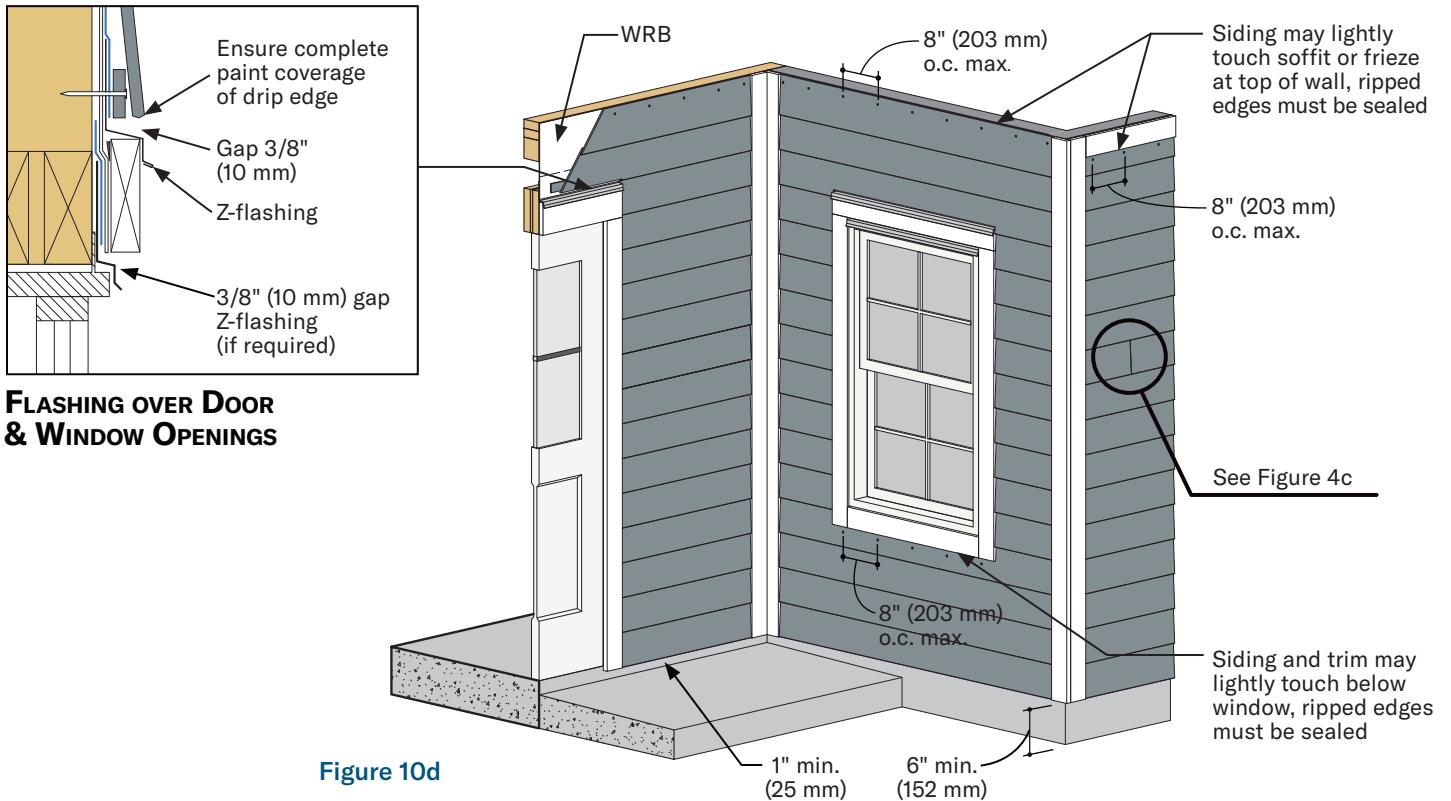 Ensure complete
paint coverage
of drip edge
Gap 3/8"
(10 mm)
Z-flashing
3/8" (10 mm) gap
Z-flashing
(if required)
FLASHING OVER DOOR
& WINDOW OPENINGS
WRB
8" (203 mm)
o.c. max.
Siding may lightly
touch soffit or frieze
at top of wall, ripped
edges must be sealed
8" (203 mm)
o.c. max.
See Figure 4c
8" (203 mm)
o.c. max.
Siding and trim may
lightly touch below
window, ripped edges
must be sealed
Figure 10d
1" min.
(25 mm)
6" min.
(152 mm)